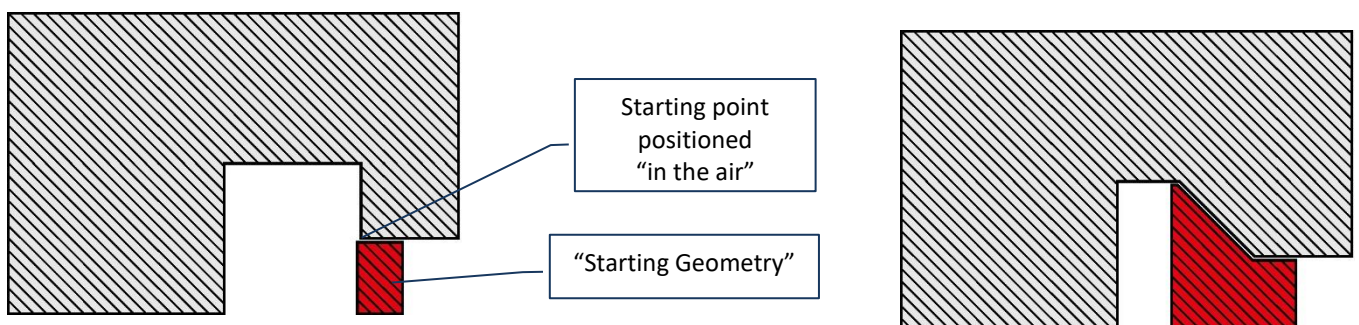 Starting point
positioned
“in the air”
“Starting Geometry”